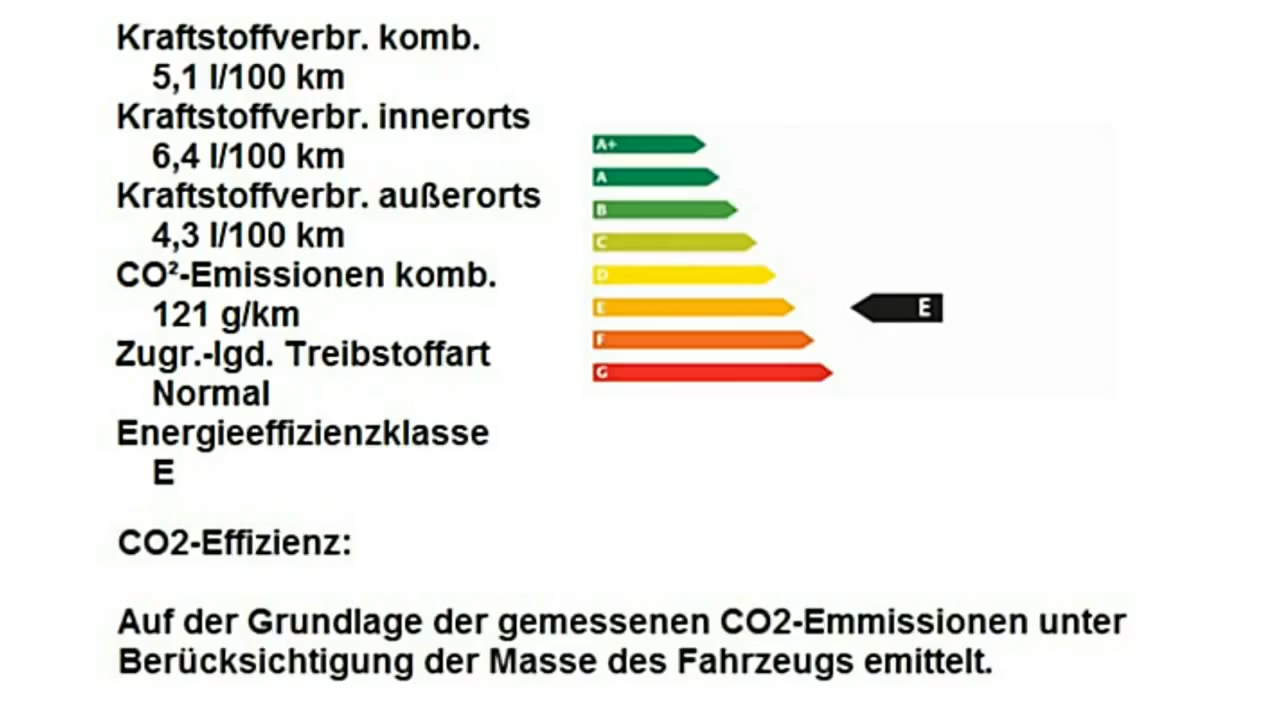 Kraftstoffverbr. komb.
5,1 l/100 km
Kraftstoffverbr. innerorts
6,4 l/100 km
Kraftstoffverbr. außerorts
4,3 l/100 km
CO²-Emissionen komb.
121 g/km
Zugr.-lgd. Treibstoffart
Normal
Energieeffizienzklasse
E
A+
A
B
C
D
E
E
F
G
CO2-Effizienz:
Auf der Grundlage der gemessenen CO2-Emmissionen unter
Berücksichtigung der Masse des Fahrzeugs emittelt.